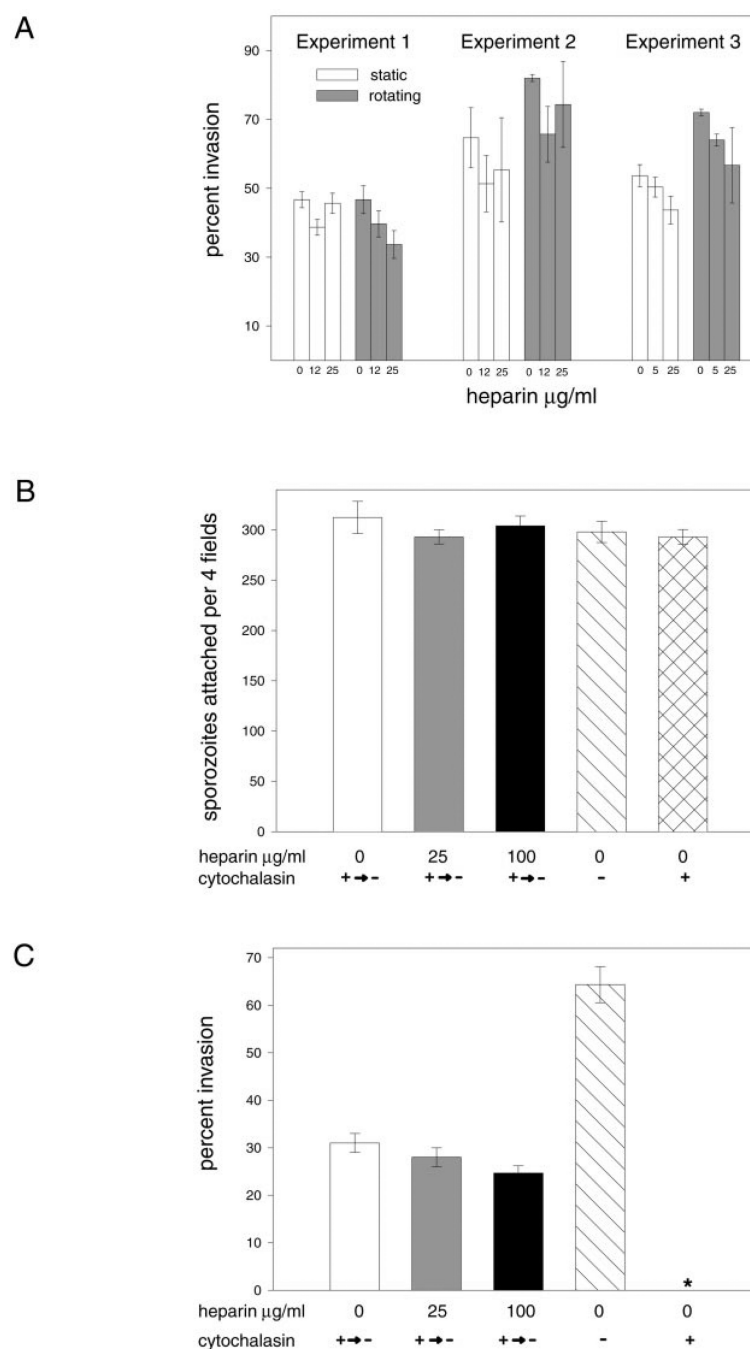 A
Experiment 1 Experiment 2 Experiment 3
static
rotating
percent invasion
90
70
50
30
10
0 12 25 0 12 25 0 12 25 0 12 25 0 5 25 0 5 25
heparin µg/ml
B
sporozoites attached per 4 fields
300
250
200
150
100
50
0
heparin µg/ml 0 25 100 0 0
cytochalasin +➔- +➔- +➔- - +
C
percent invasion
70
60
50
40
30
20
10
0
*
heparin µg/ml 0 25 100 0 0
cytochalasin +➔- +➔- +➔- - +